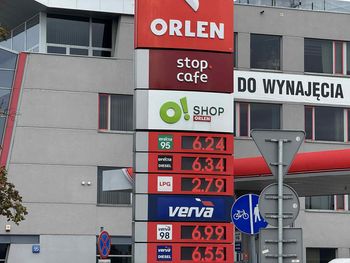 ORLEN
stop
cafe
DO WYNAJĘCIA
O! SHOP
ORLEN
efecta
95 6,24
DIESEL 6,34
LPG 2,79
VERVA
verva
98 6,99
DIESEL 6,55